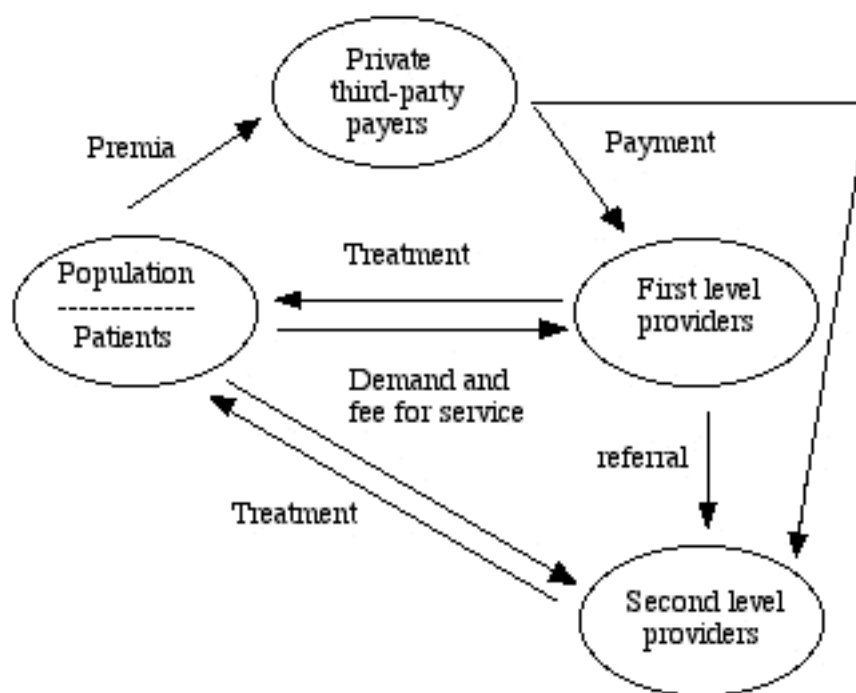 Private
third-party
payers
Premia
Payment
Treatment
Population
------------
Patients
First level
providers
Demand and
fee for service
referral
Treatment
Second level
providers